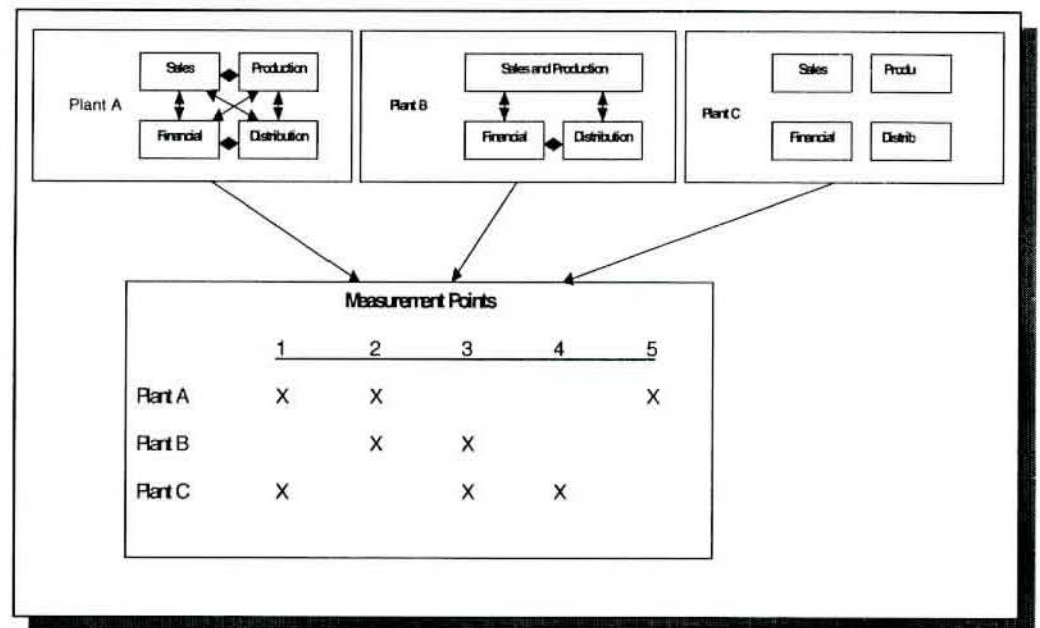 Plant A
Sales
Production
Financial
Distribution
Plant B
Sales and Production
Financial
Distribution
Plant C
Sales
Produ
Financial
Distrib
Measurement Points
1 2 3 4 5
Plant A X X X
Plant B X X
Plant C X X X